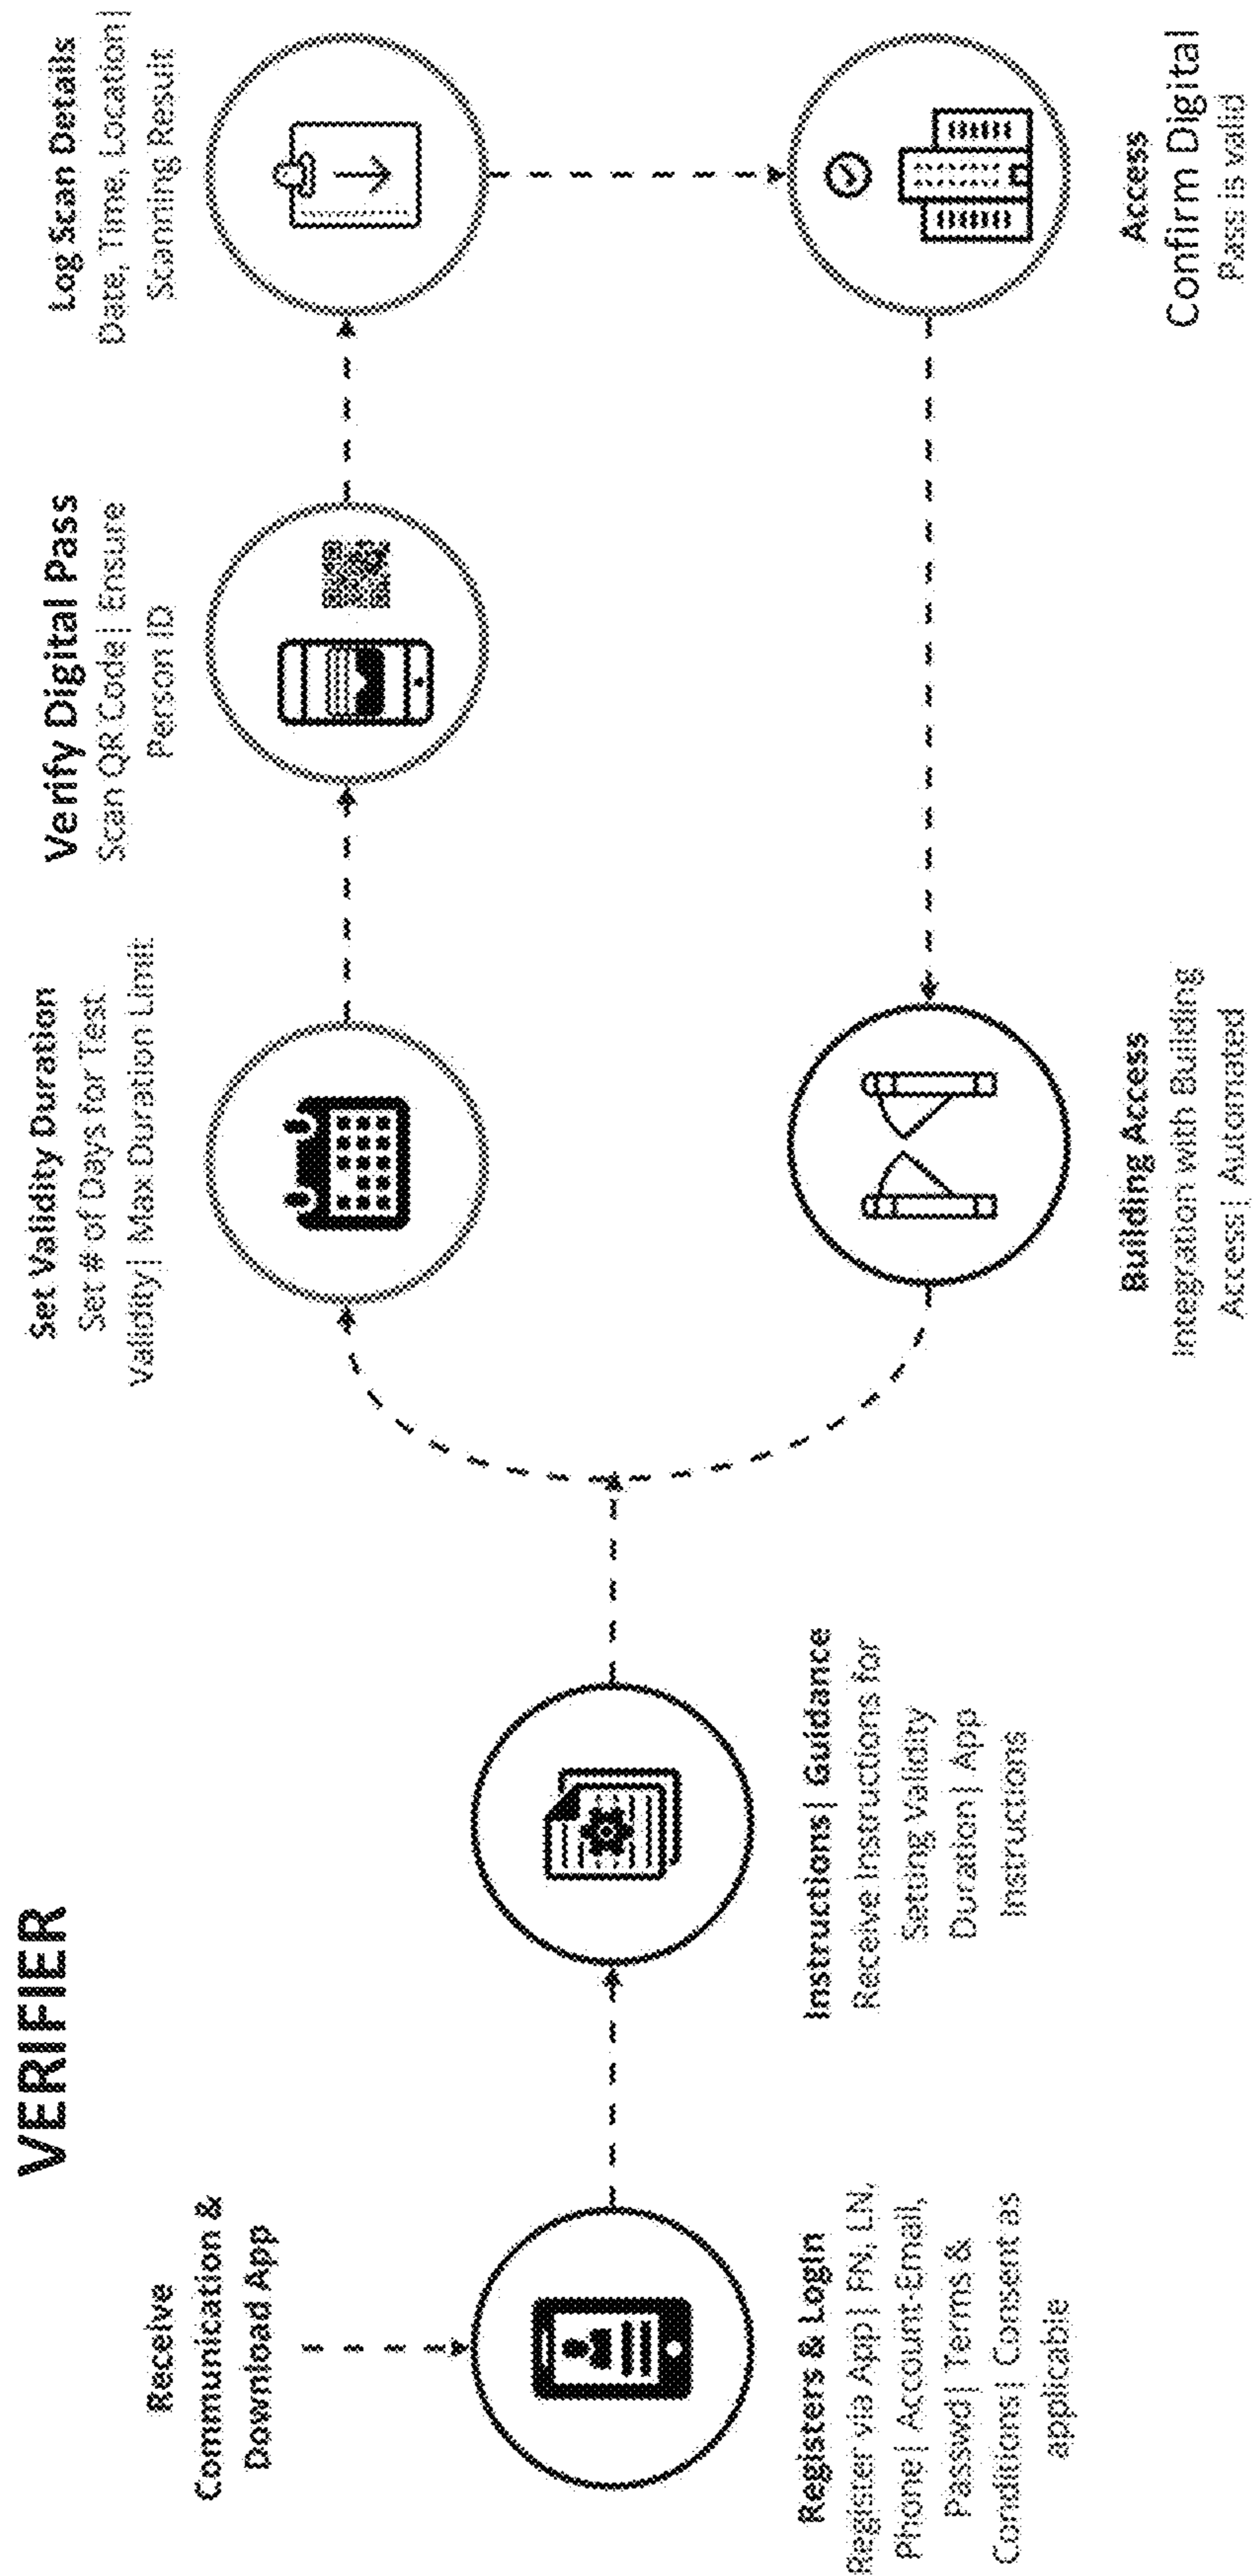 VERIFIER
Receive
Communication &
Download App
Registers & Login
Register via App| FN, LN,
Phone| Account-Email,
Passwd| Terms &
Conditions| Consent as
applicable
Instructions| Guidance
Receive Instructions for
Setting Validity
Duration| App
Instructions
Set Validity Duration
Set # of Days for Test
Validity| Max Duration Limit
Verify Digital Pass
Scan QR Code| Ensure
Person ID
Log Scan Details
Date, Time, Location|
Scanning Result
Access
Confirm Digital
Pass is valid
Building Access
Integration with Building
Access| Automated